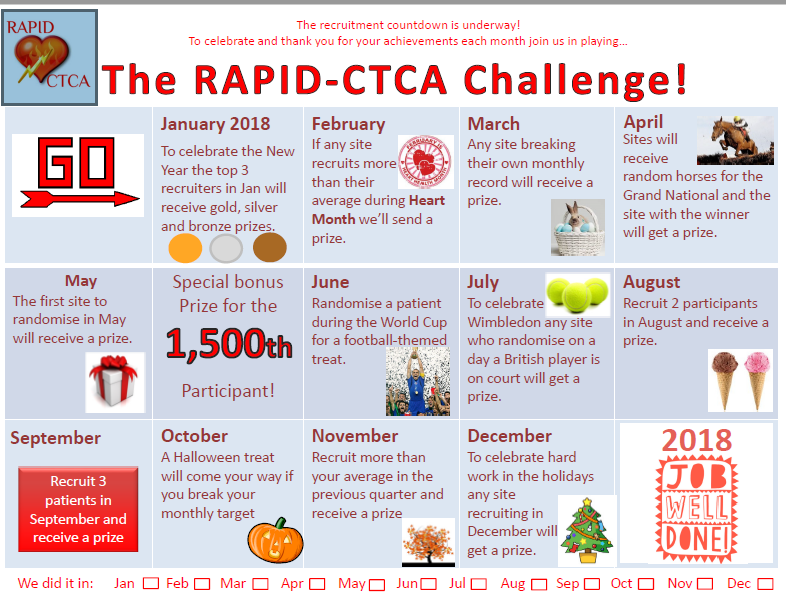 RAPID
CTCA
The recruitment countdown is underway!
To celebrate and thank you for your achievements each month join us in playing...
The RAPID-CTCA Challenge!
GO
January 2018
To celebrate the New
Year the top 3
recruiters in Jan will
receive gold, silver
and bronze prizes.
February
If any site
recruits more
than their
average during Heart
Month we'll send a
prize.
FEBRUARY IS
HEART HEALTH MONTH
March
Any site breaking
their own monthly
record will receive a
prize.
April
Sites will
receive
random horses for the
Grand National and the
site with the winner
will get a prize.
May
The first site to
randomise in May
will receive a prize.
Special bonus
Prize for the
1,500th
Participant!
June
Randomise a patient
during the World Cup
for a football-themed
treat.
July
To celebrate
Wimbledon any site
who randomise on a
day a British player is
on court will get a
prize.
August
Recruit 2 participants
in August and receive a
prize.
September
Recruit 3
patients in
September and
receive a prize
October
A Halloween treat
will come your way if
you break your
monthly target
November
Recruit more than
your average in the
previous quarter and
receive a prize
December
To celebrate hard
work in the holidays
any site
recruiting in
December will
get a prize.
2018
JOB
WELL
DONE!
We did it in: Jan Feb Mar Apr May Jun Jul Aug Sep Oct Nov Dec